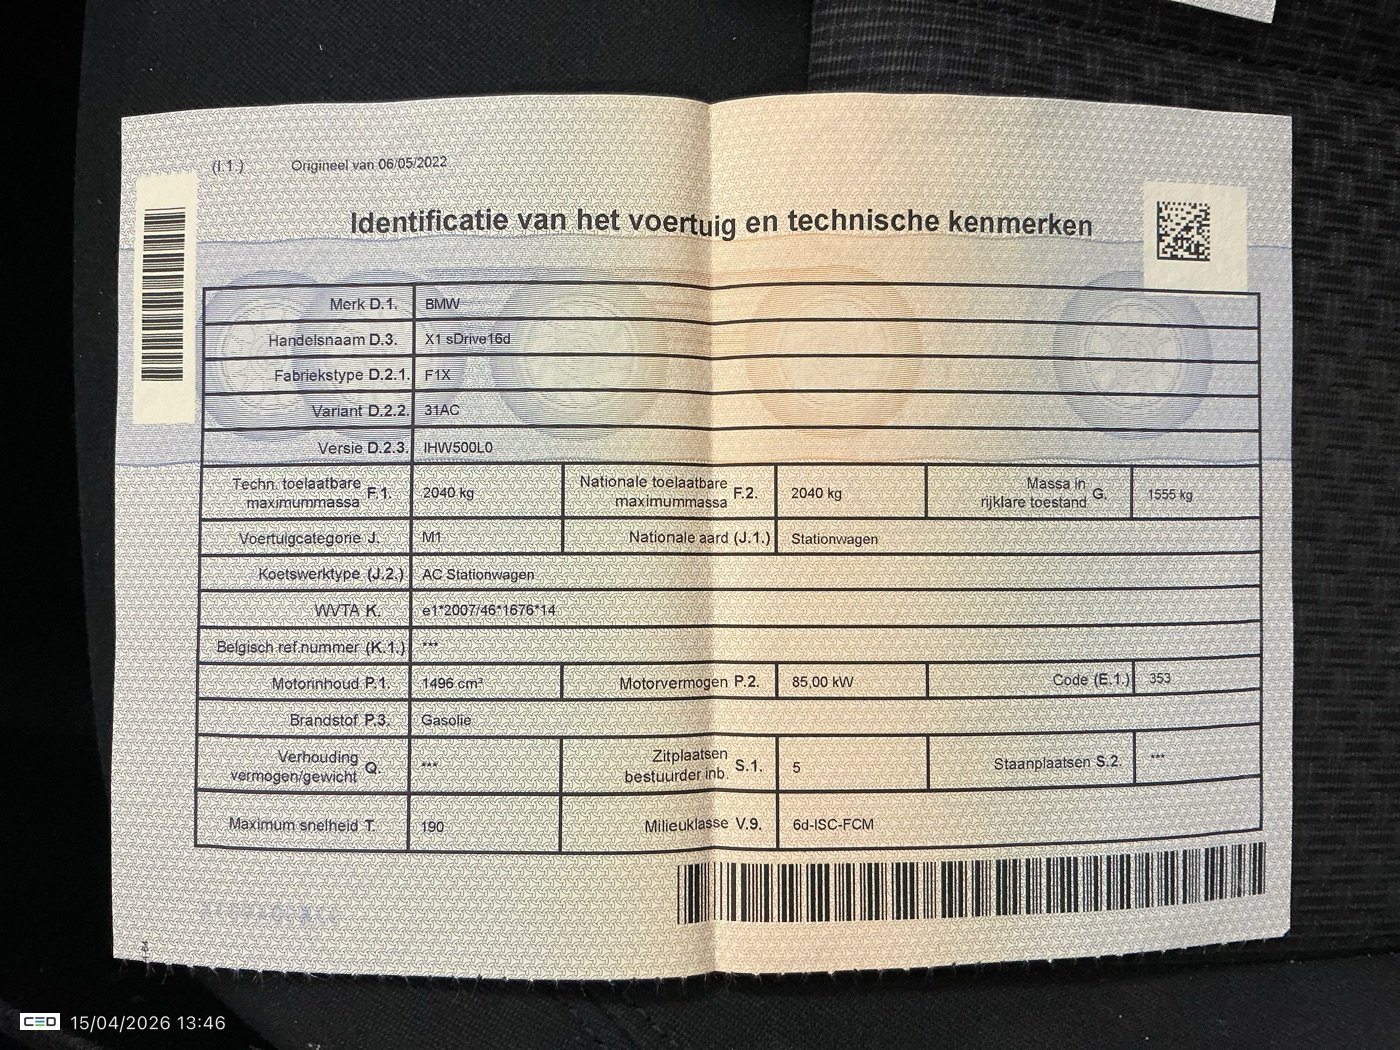 (I.1.) Origineel van 06/05/2022
Identificatie van het voertuig en technische kenmerken
Merk D.1. BMW
Handelsnaam D.3. X1 sDrive16d
Fabriekstype D.2.1. F1X
Variant D.2.2. 31AC
Versie D.2.3. IHW500L0
Techn. toelaatbare maximummassa F.1. 2040 kg Nationale toelaatbare maximummassa F.2. 2040 kg Massa in rijklare toestand G. 1555 kg
Voertuigcategorie J. M1 Nationale aard (J.1.) Stationwagen
Koetswerktype (J.2.) AC Stationwagen
WVTA K. e1*2007/46*1676*14
Belgisch ref.nummer (K.1.) ***
Motorinhoud P.1. 1496 cm³ Motorvermogen P.2. 85,00 kW Code (E.1.) 353
Brandstof P.3. Gasolie
Verhouding vermogen/gewicht Q. *** Zitplaatsen bestuurder inb. S.1. 5 Staanplaatsen S.2. ***
Maximum snelheid T. 190 Milieuklasse V.9. 6d-ISC-FCM
CED 15/04/2026 13:46